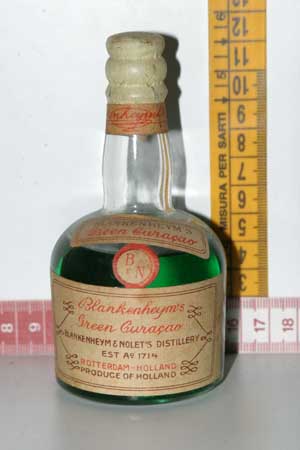 Blankenheym's
BLANKENHEYM'S
Green Curaçao
B
& N
Blankenheym's
Green Curaçao
BLANKENHEYM & NOLET'S DISTILLERY
EST Aº 1714
ROTTERDAM-HOLLAND
PRODUCE OF HOLLAND
MISURA PER SARTI
12
11
10
9
8
7
6
5
4
3
8
9
16
17
18